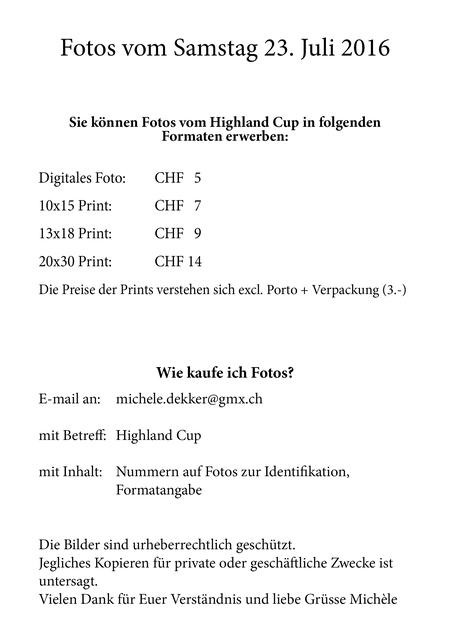 Fotos vom Samstag 23. Juli 2016
Sie können Fotos vom Highland Cup in folgenden
Formaten erwerben:
Digitales Foto: CHF 5
10x15 Print: CHF 7
13x18 Print: CHF 9
20x30 Print: CHF 14
Die Preise der Prints verstehen sich excl. Porto + Verpackung (3.-)
Wie kaufe ich Fotos?
E-mail an: michele.dekker@gmx.ch
mit Betreff: Highland Cup
mit Inhalt: Nummern auf Fotos zur Identifikation,
Formatangabe
Die Bilder sind urheberrechtlich geschützt.
Jegliches Kopieren für private oder geschäftliche Zwecke ist
untersagt.
Vielen Dank für Euer Verständnis und liebe Grüsse Michèle